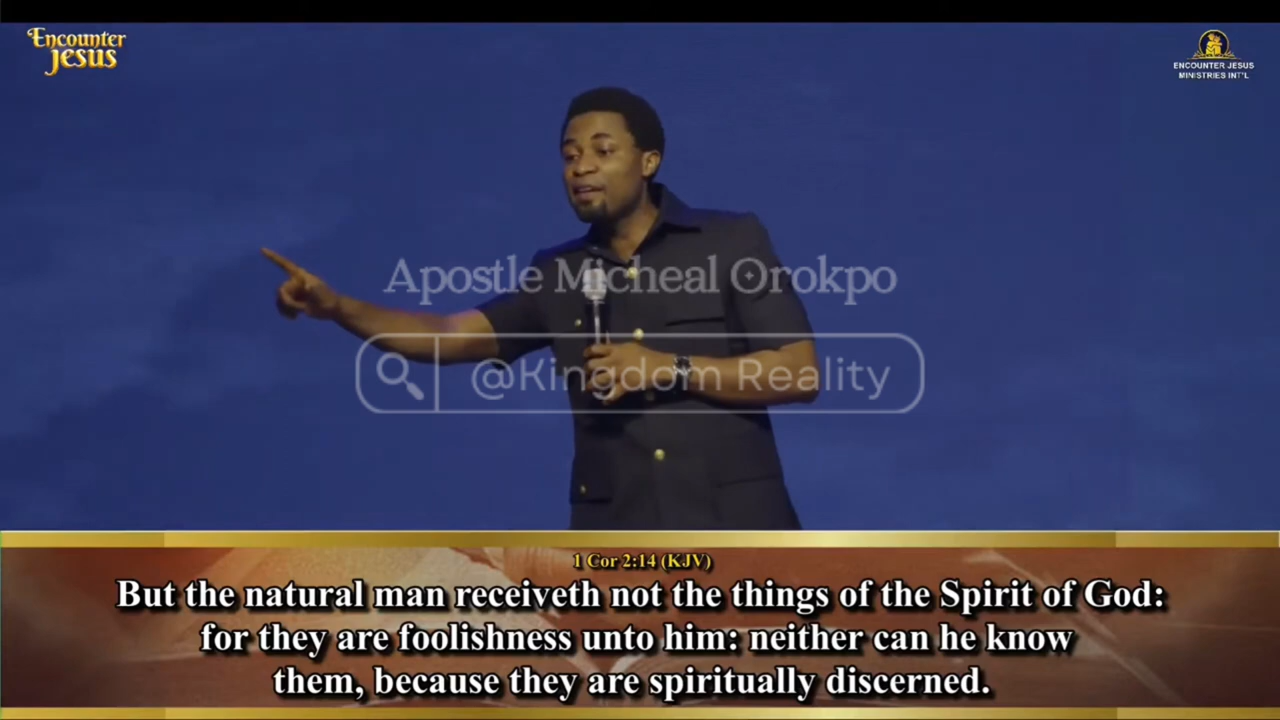 Encounter
Jesus
ENCOUNTER JESUS
MINISTRIES INT'L
Apostle Micheal Orokpo
@Kingdom Reality
1 Cor 2:14 (KJV)
But the natural man receiveth not the things of the Spirit of God:
for they are foolishness unto him: neither can he know
them, because they are spiritually discerned.